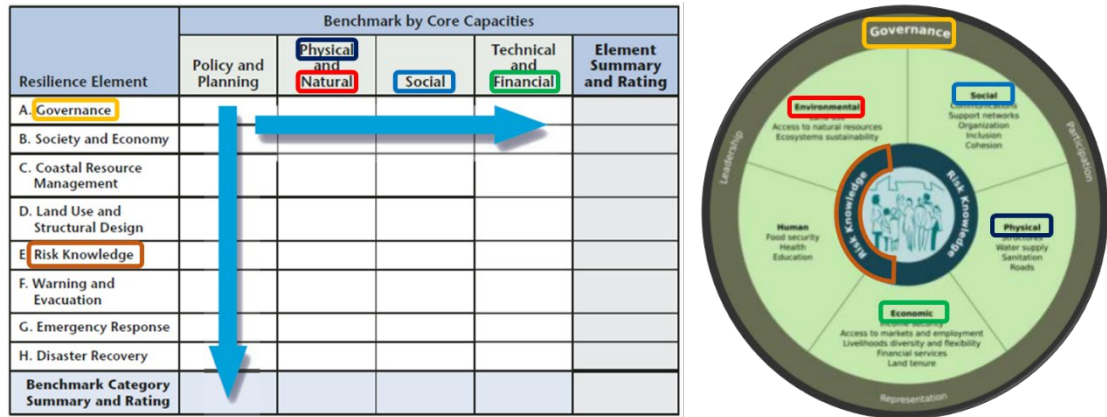 Benchmark by Core Capacities
Resilience Element
Policy and
Planning
Physical
and
Natural
Social
Technical
and
Financial
Element
Summary
and Rating
A. Governance
B. Society and Economy
C. Coastal Resource
Management
D. Land Use and
Structural Design
E. Risk Knowledge
F. Warning and
Evacuation
G. Emergency Response
H. Disaster Recovery
Benchmark Category
Summary and Rating
Governance
Leadership
Participation
Representation
Environmental
Access to natural resources
Ecosystems sustainability
Social
Communications
Support networks
Organization
Inclusion
Cohesion
Risk Knowledge
Risk Knowledge
Human
Food security
Health
Education
Physical
Structures
Water supply
Sanitation
Roads
Economic
Income security
Access to markets and employment
Livelihoods diversity and flexibility
Financial services
Land tenure